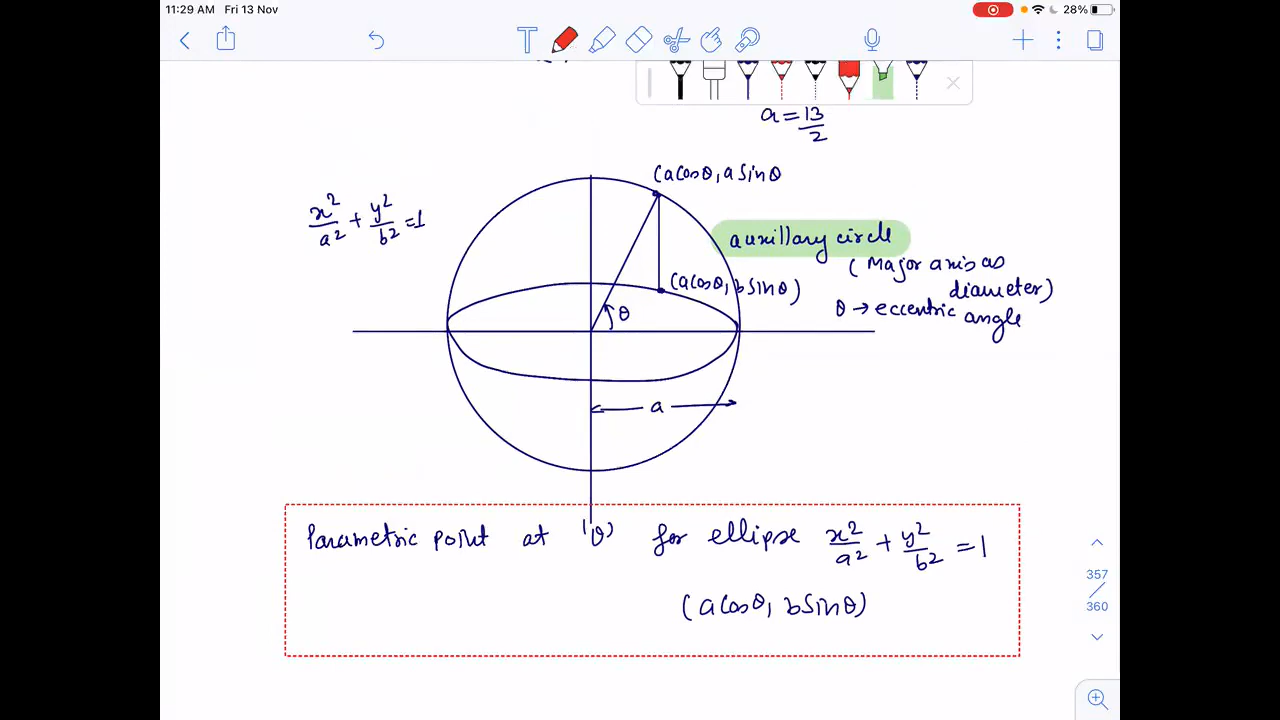 11:29 AM Fri 13 Nov
28%
a = 13/2
(acosθ, asinθ
x²/a² + y²/b² = 1
auxillary circle
(Major axis as
diameter)
(acosθ, bsinθ)
θ → eccentric
angle
θ
a
Parametric point at 'θ' for ellipse x²/a² + y²/b² = 1
(acosθ, bsinθ)
357
/
360